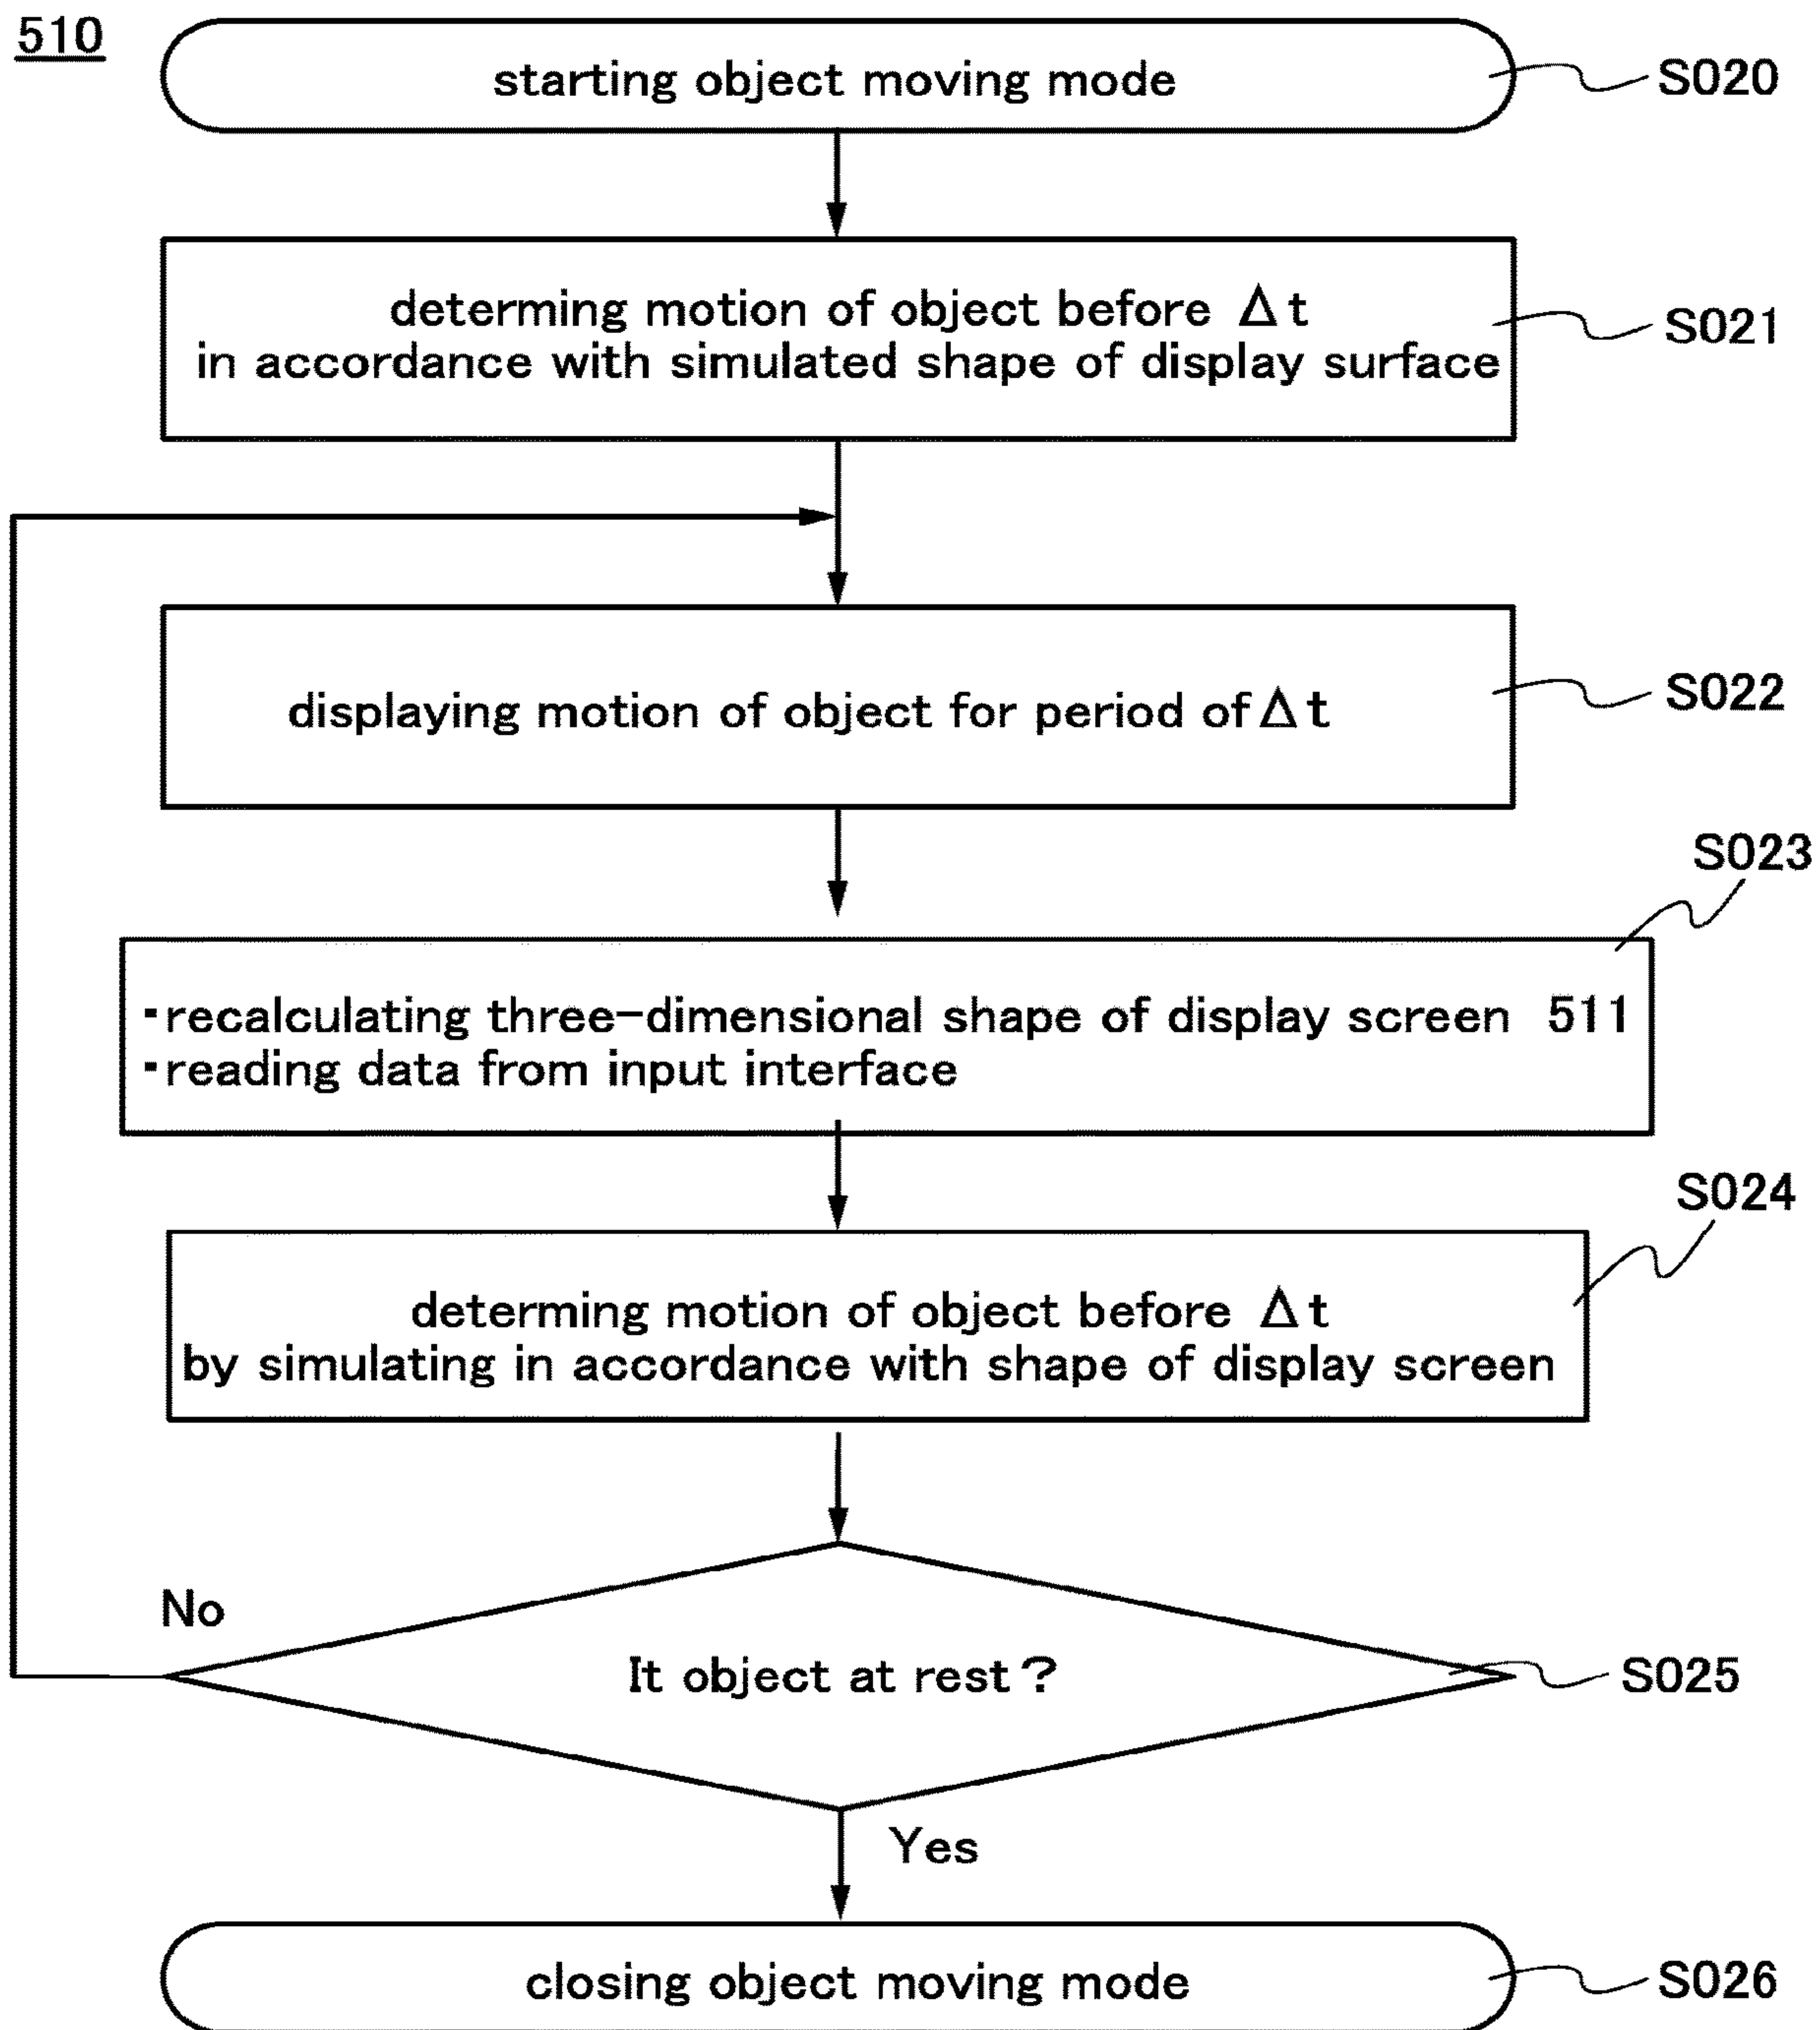 510
starting object moving mode
S020
determing motion of object before Δt
in accordance with simulated shape of display surface
S021
displaying motion of object for period of Δt
S022
S023
▪recalculating three-dimensional shape of display screen 511
▪reading data from input interface
S024
determing motion of object before Δt
by simulating in accordance with shape of display screen
No
It object at rest?
S025
Yes
closing object moving mode
S026